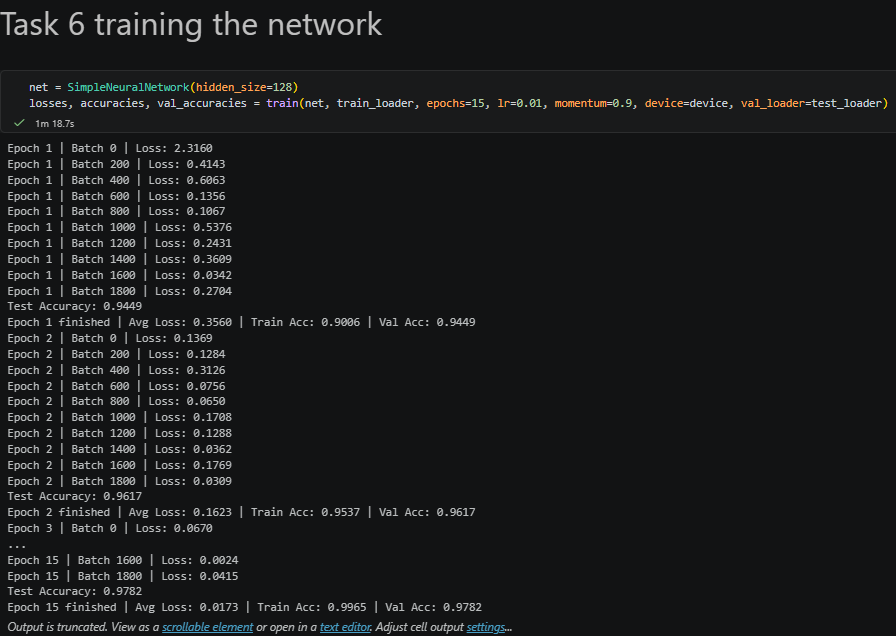 Task 6 training the network
net = SimpleNeuralNetwork(hidden_size=128)
losses, accuracies, val_accuracies = train(net, train_loader, epochs=15, lr=0.01, momentum=0.9, device=device, val_loader=test_loader)
1m 18.7s
Epoch 1 | Batch 0 | Loss: 2.3160
Epoch 1 | Batch 200 | Loss: 0.4143
Epoch 1 | Batch 400 | Loss: 0.6063
Epoch 1 | Batch 600 | Loss: 0.1356
Epoch 1 | Batch 800 | Loss: 0.1067
Epoch 1 | Batch 1000 | Loss: 0.5376
Epoch 1 | Batch 1200 | Loss: 0.2431
Epoch 1 | Batch 1400 | Loss: 0.3609
Epoch 1 | Batch 1600 | Loss: 0.0342
Epoch 1 | Batch 1800 | Loss: 0.2704
Test Accuracy: 0.9449
Epoch 1 finished | Avg Loss: 0.3560 | Train Acc: 0.9006 | Val Acc: 0.9449
Epoch 2 | Batch 0 | Loss: 0.1369
Epoch 2 | Batch 200 | Loss: 0.1284
Epoch 2 | Batch 400 | Loss: 0.3126
Epoch 2 | Batch 600 | Loss: 0.0756
Epoch 2 | Batch 800 | Loss: 0.0650
Epoch 2 | Batch 1000 | Loss: 0.1708
Epoch 2 | Batch 1200 | Loss: 0.1288
Epoch 2 | Batch 1400 | Loss: 0.0362
Epoch 2 | Batch 1600 | Loss: 0.1769
Epoch 2 | Batch 1800 | Loss: 0.0309
Test Accuracy: 0.9617
Epoch 2 finished | Avg Loss: 0.1623 | Train Acc: 0.9537 | Val Acc: 0.9617
Epoch 3 | Batch 0 | Loss: 0.0670
...
Epoch 15 | Batch 1600 | Loss: 0.0024
Epoch 15 | Batch 1800 | Loss: 0.0415
Test Accuracy: 0.9782
Epoch 15 finished | Avg Loss: 0.0173 | Train Acc: 0.9965 | Val Acc: 0.9782
Output is truncated. View as a scrollable element or open in a text editor. Adjust cell output settings...